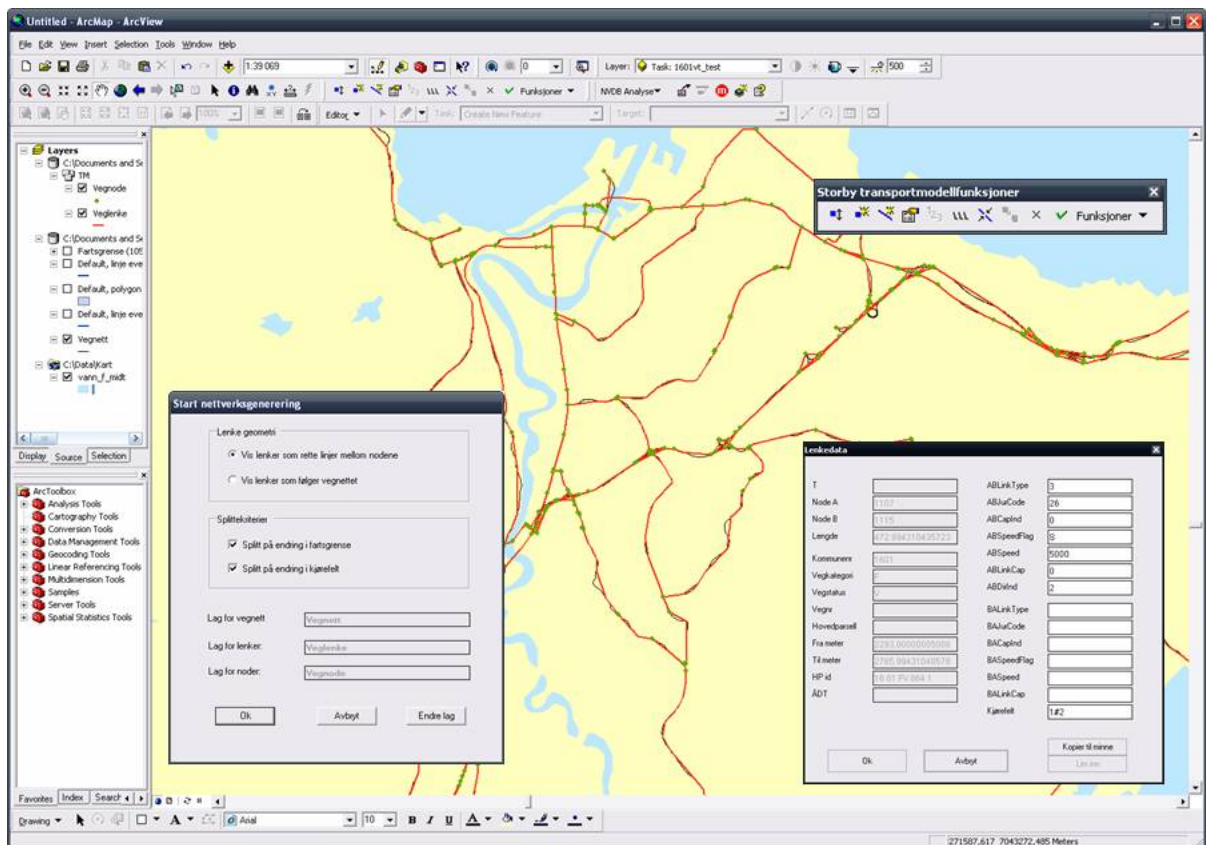 Untitled - ArcMap - ArcView
File Edit View Insert Selection Tools Window Help
1:39 069
0
Layer: Task: 1601vt_test
500
Funksjoner
NVDB Analyse
100%
Editor
Task: Create New Feature
Target:
Layers
C:\Documents and Se
TM
Vegnode
Veglenke
C:\Documents and Se
Fartsgrense (105
Default, linje eve
Default, polygon
Default, linje eve
Vegnett
C:\Data\Kart
vann_f_midt
Display Source Selection
ArcToolbox
Analysis Tools
Cartography Tools
Conversion Tools
Data Management Tools
Geocoding Tools
Linear Referencing Tools
Multidimension Tools
Samples
Server Tools
Spatial Statistics Tools
Favorites Index Search
Storby transportmodellfunksjoner
Funksjoner
Start nettverksgenerering
Lenke geometri
Vis lenker som rette linjer mellom nodene
Vis lenker som følger vegnettet
Splittekriterier
Splitt på endring i fartsgrense
Splitt på endring i kjørefelt
Lag for vegnett Vegnett
Lag for lenker: Veglenke
Lag for noder: Vegnode
Ok Avbryt Endre lag
Lenkedata
T
Node A 1107
Node B 1115
Lengde 472.994310435723
Kommunenr 1601
Vegkategori F
Vegstatus V
Vegnr
Hovedparsell
Fra meter
Til meter
HP id
ÅDT
ABLinkType 3
ABJurCode 26
ABCapInd 0
ABSpeedFlag 8
ABSpeed 5000
ABLinkCap 0
ABDirInd 2
BALinkType
BAJurCode
BACapInd
BASpeedFlag
BASpeed
BALinkCap
Kjørefelt 1#2
Kopier til minne
Lim inn
Ok Avbryt
Drawing Arial 10 B I U A
271587,617 7043272,485 Meters